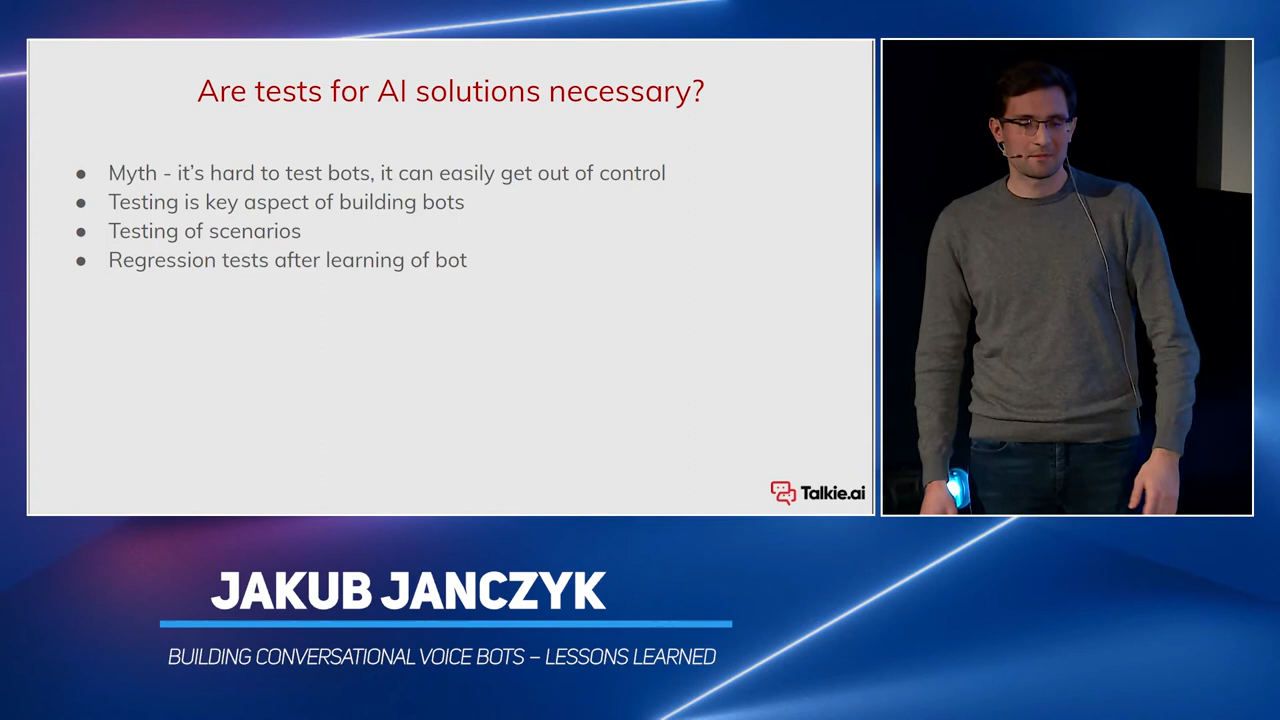 Are tests for AI solutions necessary?
● Myth - it's hard to test bots, it can easily get out of control
● Testing is key aspect of building bots
● Testing of scenarios
● Regression tests after learning of bot
Talkie.ai
JAKUB JANCZYK
BUILDING CONVERSATIONAL VOICE BOTS – LESSONS LEARNED